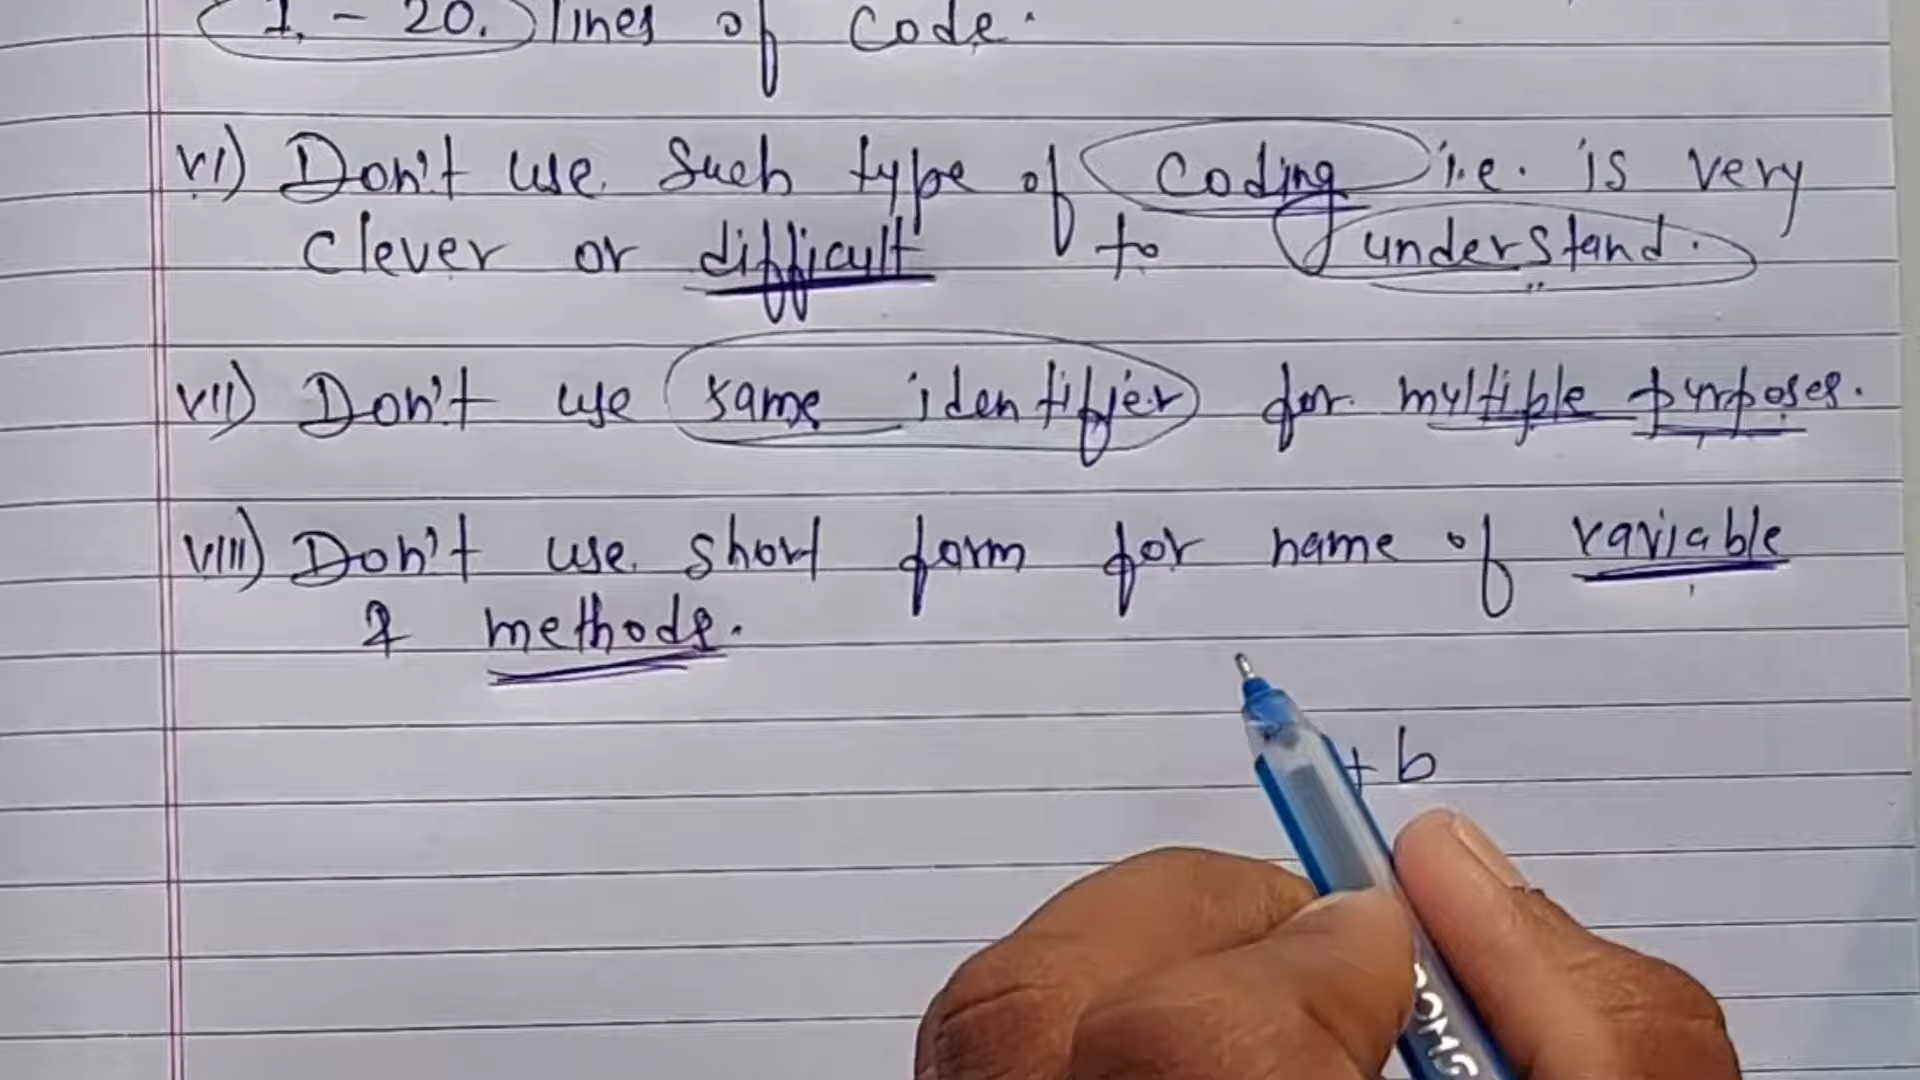 1. - 20. lines of code.
vi) Don't use such type of coding i.e. is very
clever or difficult to understand.
vii) Don't use same identifier for multiple purposes.
viii) Don't use short form for name of variable
& methods.
+ b